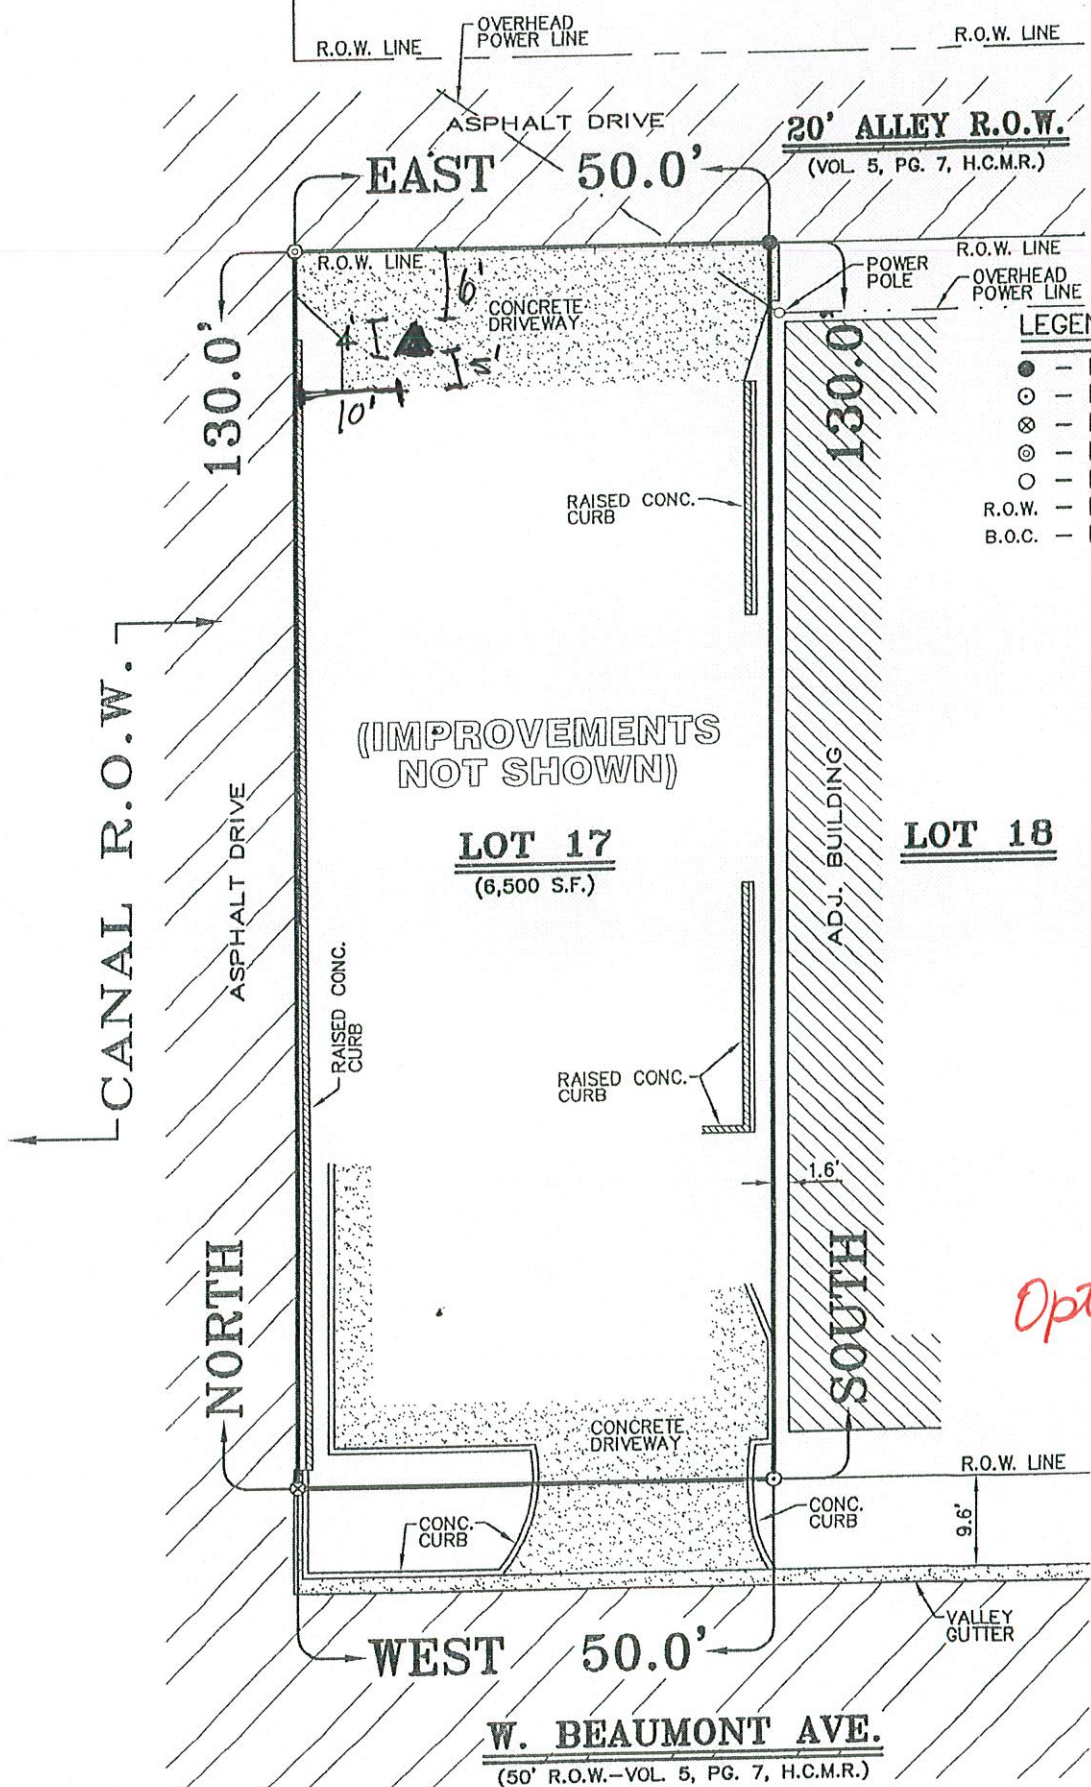 OVERHEAD
POWER LINE
R.O.W. LINE
R.O.W. LINE
ASPHALT DRIVE
20' ALLEY R.O.W.
(VOL. 5, PG. 7, H.C.M.R.)
EAST 50.0'
R.O.W. LINE
R.O.W. LINE
POWER
POLE
OVERHEAD
POWER LINE
6'
CONCRETE
DRIVEWAY
4'
10'
130.0'
130.0'
LEGEN
R.O.W. –
B.O.C. –
RAISED CONC.
CURB
CANAL R.O.W.
ASPHALT DRIVE
(IMPROVEMENTS
NOT SHOWN)
LOT 17
(6,500 S.F.)
ADJ. BUILDING
LOT 18
RAISED CONC.
CURB
RAISED CONC.
CURB
1.6'
NORTH
SOUTH
Opt
CONCRETE
DRIVEWAY
R.O.W. LINE
CONC.
CURB
CONC.
CURB
9.6'
VALLEY
GUTTER
WEST 50.0'
W. BEAUMONT AVE.
(50' R.O.W.–VOL. 5, PG. 7, H.C.M.R.)